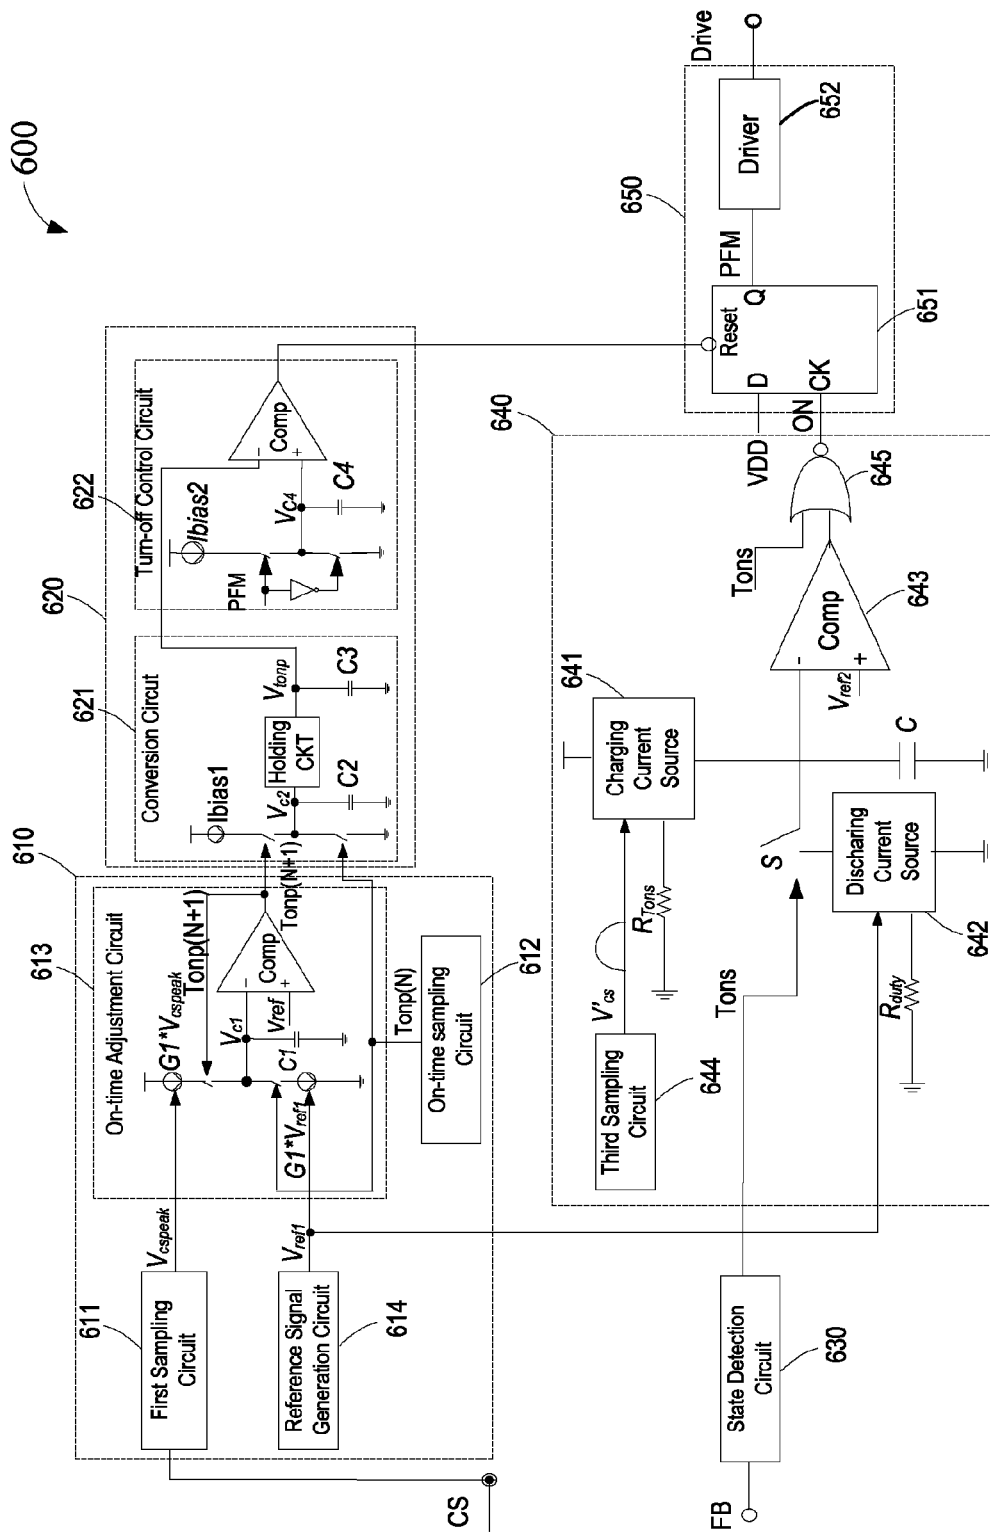 600
CS
FB
611
First Sampling
Circuit
Vcspeak
Reference Signal
Generation Circuit
614
Vref1
610
613
On-time Adjustment Circuit
G1*Vcspeak
Tonp(N+1)
Vc1
C1
Vref
G1*Vref1
Comp
-
+
Tonp(N+1)
Tonp(N)
On-time sampling
Circuit
612
620
621
Conversion Circut
Ibias1
Vc2
C2
Holding
CKT
Vtonp
C3
622
Turn-off Control Circuit
Ibias2
PFM
VC4
C4
Comp
-
+
State Detection
Circuit
630
Tons
640
Third Sampling
Circuit
644
V'cs
RTons
641
Charging
Current
Source
C
S
Discharing
Current
Source
642
Rduty
Vref2
-
+
Comp
643
Tons
645
ON
VDD
650
D
CK
Reset
Q
651
PFM
Driver
652
Drive